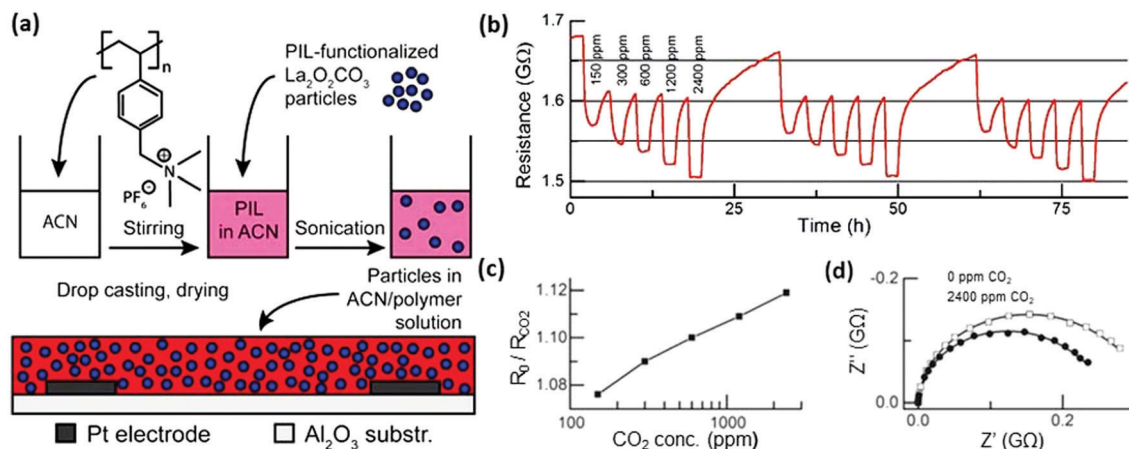 (a)
n
PIL-functionalized
La2O2CO3
particles
N
+
PF6−
ACN
Stirring
PIL
in ACN
Sonication
Drop casting, drying
Particles in
ACN/polymer
solution
Pt electrode
Al2O3 substr.
(b)
Resistance (GΩ)
1.7
1.6
1.5
150 ppm
300 ppm
600 ppm
1200 ppm
2400 ppm
0 25 50 75
Time (h)
(c)
R0 / RCO2
1.12
1.10
1.08
100 1000
CO2 conc. (ppm)
(d)
0 ppm CO2
2400 ppm CO2
Z'' (GΩ)
-0.2
0.0
0.0 0.2
Z' (GΩ)